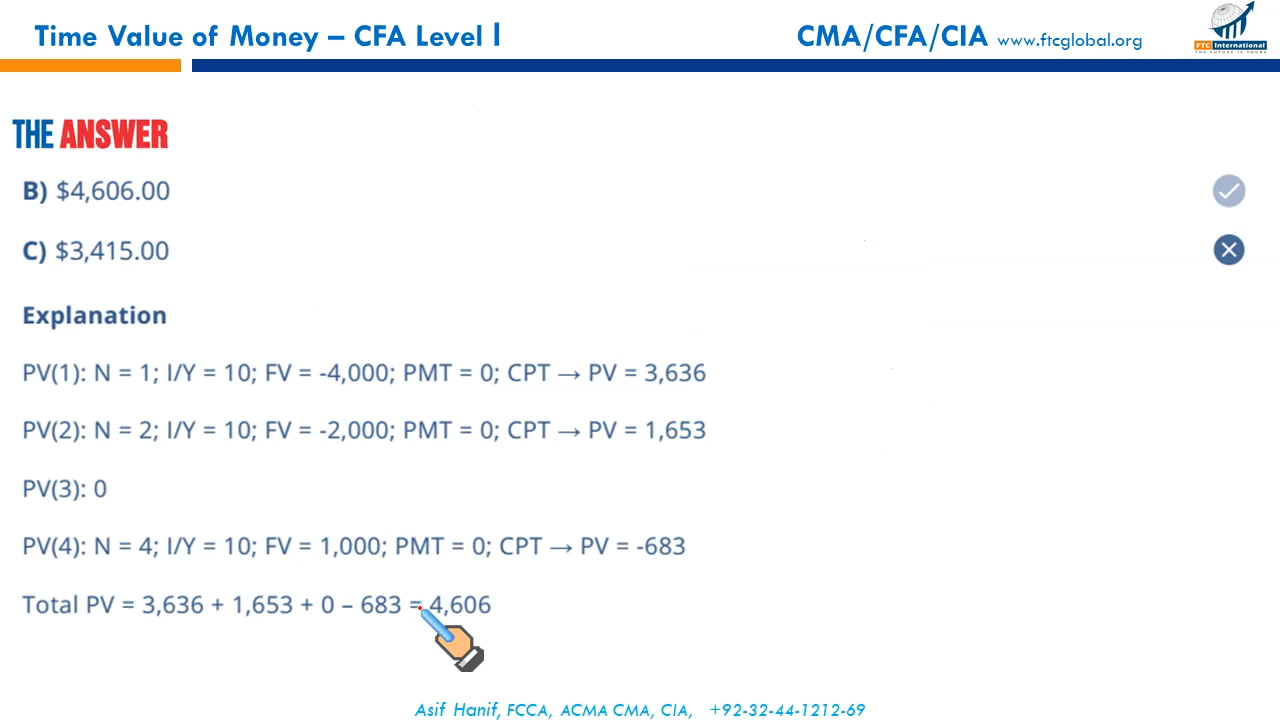 Time Value of Money – CFA Level I
CMA/CFA/CIA www.ftcglobal.org
FTC International
THE FUTURE IS YOURS
THE ANSWER
B) $4,606.00
C) $3,415.00
Explanation
PV(1): N = 1; I/Y = 10; FV = -4,000; PMT = 0; CPT → PV = 3,636
PV(2): N = 2; I/Y = 10; FV = -2,000; PMT = 0; CPT → PV = 1,653
PV(3): 0
PV(4): N = 4; I/Y = 10; FV = 1,000; PMT = 0; CPT → PV = -683
Total PV = 3,636 + 1,653 + 0 – 683 = 4,606
Asif Hanif, FCCA, ACMA CMA, CIA, +92-32-44-1212-69